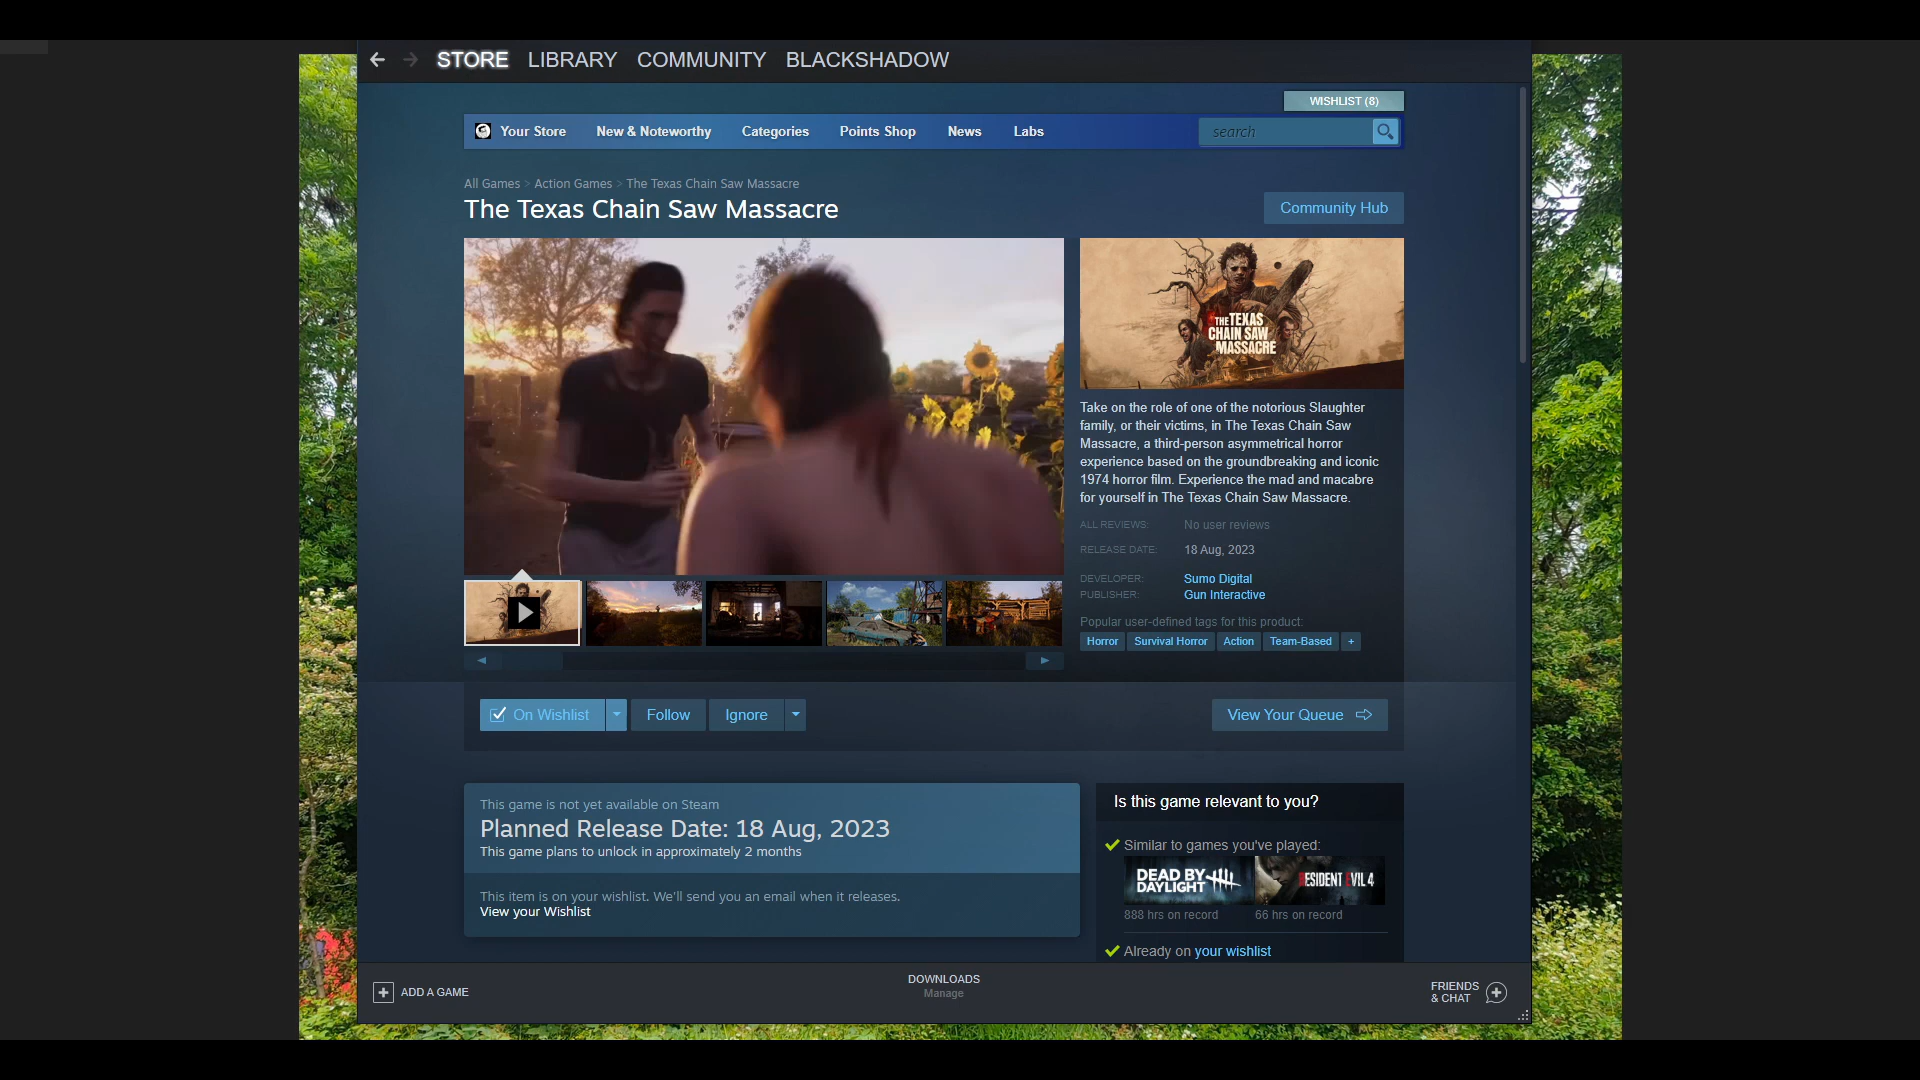 STORE LIBRARY COMMUNITY BLACKSHADOW
WISHLIST (8)
Your Store New & Noteworthy Categories Points Shop News Labs search
All Games > Action Games > The Texas Chain Saw Massacre
The Texas Chain Saw Massacre
Community Hub
THE TEXAS
CHAIN SAW
MASSACRE
Take on the role of one of the notorious Slaughter
family, or their victims, in The Texas Chain Saw
Massacre, a third-person asymmetrical horror
experience based on the groundbreaking and iconic
1974 horror film. Experience the mad and macabre
for yourself in The Texas Chain Saw Massacre.
ALL REVIEWS: No user reviews
RELEASE DATE: 18 Aug, 2023
DEVELOPER: Sumo Digital
PUBLISHER: Gun Interactive
Popular user-defined tags for this product:
Horror Survival Horror Action Team-Based +
On Wishlist Follow Ignore View Your Queue
This game is not yet available on Steam
Planned Release Date: 18 Aug, 2023
This game plans to unlock in approximately 2 months
This item is on your wishlist. We'll send you an email when it releases.
View your Wishlist
Is this game relevant to you?
Similar to games you've played:
DEAD BY
DAYLIGHT
RESIDENT EVIL 4
888 hrs on record 66 hrs on record
Already on your wishlist
ADD A GAME
DOWNLOADS
Manage
FRIENDS
& CHAT